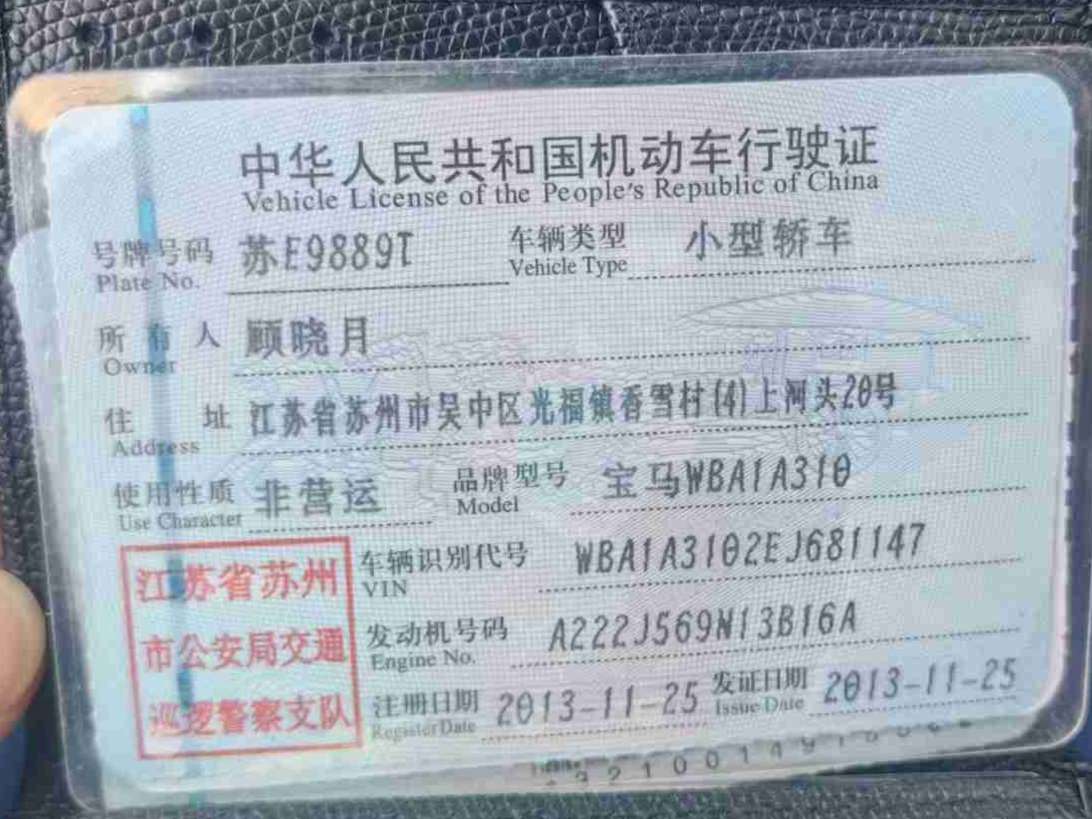 中华人民共和国机动车行驶证
Vehicle License of the People's Republic of China
号牌号码 苏E9889T 车辆类型 小型轿车
Plate No. Vehicle Type
所有人 顾晓月
Owner
住址 江苏省苏州市吴中区光福镇香雪村(4)上河头20号
Address
使用性质 非营运 品牌型号 宝马WBA1A310
Use Character Model
江苏省苏州 车辆识别代号 WBA1A3102EJ681147
VIN
市公安局交通 发动机号码 A222J569N13B16A
Engine No.
巡逻警察支队 注册日期 2013-11-25 发证日期 2013-11-25
Register Date Issue Date